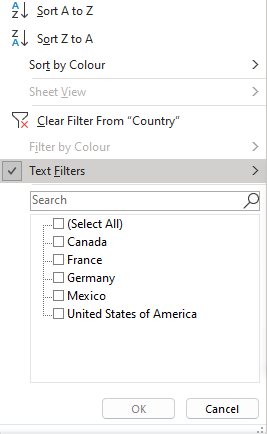 Sort A to Z
Sort Z to A
Sort by Colour
Sheet View
Clear Filter From "Country"
Filter by Colour
Text Filters
Search
(Select All)
Canada
France
Germany
Mexico
United States of America
OK Cancel